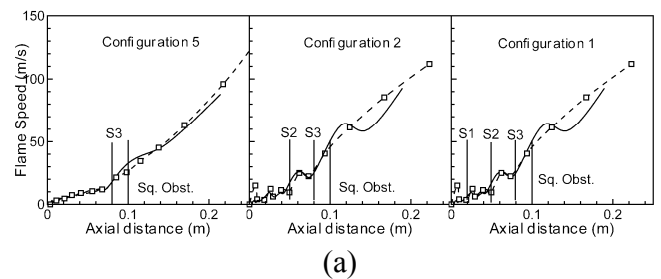 150
100
50
0
Flame Speed (m/s)
Configuration 5
S3
Sq. Obst.
0 0.1 0.2
Axial distance (m)
Configuration 2
S2 S3
Sq. Obst.
0.1 0.2
Axial distance (m)
Configuration 1
S1 S2 S3
Sq. Obst.
0.1 0.2
Axial distance (m)
(a)